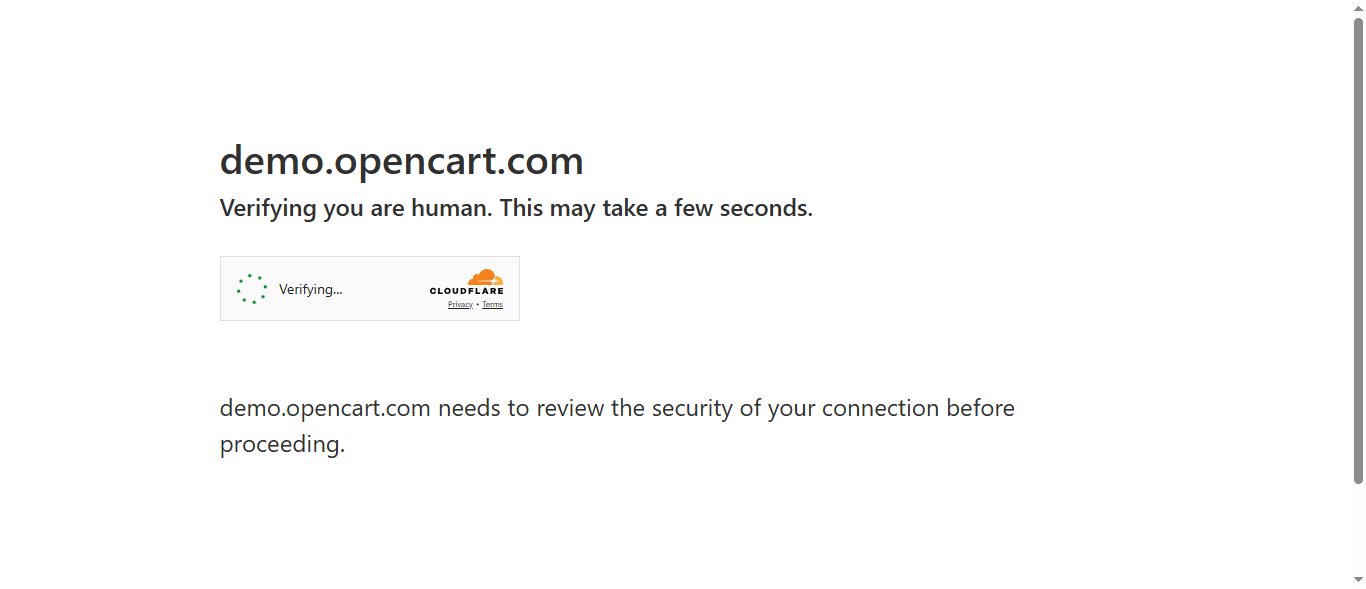 demo.opencart.com
Verifying you are human. This may take a few seconds.
Verifying...
CLOUDFLARE
Privacy • Terms
demo.opencart.com needs to review the security of your connection before
proceeding.